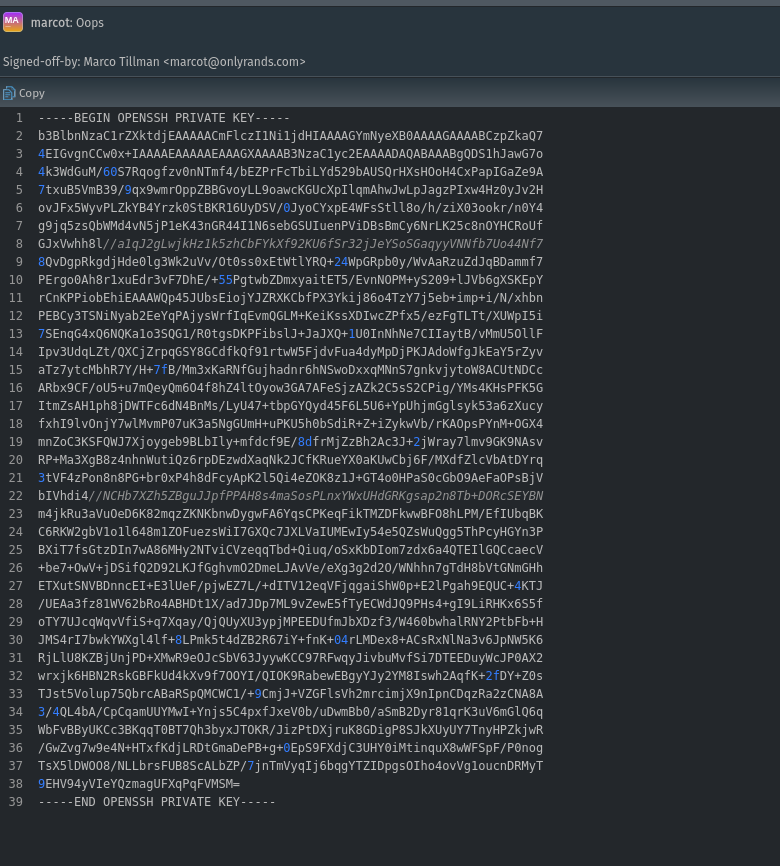 MA
marcot: Oops
Signed-off-by: Marco Tillman <marcot@onlyrands.com>
Copy
1 -----BEGIN OPENSSH PRIVATE KEY-----
2 b3BlbnNzaC1rZXktdjEAAAAACmFlczI1Ni1jdHIAAAAGYmNyeXB0AAAAGAAAABCzpZkaQ7
3 4EIGvgnCCw0x+IAAAAEAAAAAEAAAGXAAAAB3NzaC1yc2EAAAADAQABAAABgQDS1hJawG7o
4 4k3WdGuM/60S7Rqogfzv0nNTmf4/bEZPrFcTbiLYd529bAUSQrHXsHOoH4CxPapIGaZe9A
5 7txuB5VmB39/9qx9wmrOppZBBGvoyLL9oawcKGUcXpIlqmAhwJwLpJagzPIxw4Hz0yJv2H
6 ovJFx5WyvPLZkYB4Yrzk0StBKR16UyDSV/0JyoCYxpE4WFsStll8o/h/ziX03ookr/n0Y4
7 g9jq5zsQbWMd4vN5jP1eK43nGR44I1N6sebGSUIuenPViDBsBmCy6NrLK25c8nOYHCRoUf
8 GJxVwhh8l//a1qJ2gLwjkHz1k5zhCbFYkXf92KU6fSr32jJeYSoSGaqyyVNNfb7Uo44Nf7
9 8QvDgpRkgdjHde0lg3Wk2uVv/Ot0ss0xEtWtlYRQ+24WgPGRpb0y/WvAaRzuZdJqBDammf7
10 PErgo0Ah8r1xuEdr3vF7DhE/+55PgtwbZDmxyaitET5/EvnNOPM+yS209+lJVb6gXSKEpY
11 rCnKPPiobEhiEAAAWQp45JUbsEiojYJZRXKCbfPX3Ykij86o4TzY7j5eb+imp+i/N/xhbn
12 PEBCy3TSNiNyab2EeYqPAjysWrfIqEvmQGLM+KeiKssXDIwcZPfx5/ezFgTLTt/XUWpI5i
13 7SEnqG4xQ6NQKa1o3SQG1/R0tgsDKPFibslJ+JaJXQ+1U0InNhNe7CIIaytB/vMmU5OllF
14 Ipv3UdqLZt/QXCjZrpqGSY8GCdfkQf91rtwW5FjdvFua4dyMpDjPKJAdoWfgJkEaY5rZyv
15 aTz7ytcMbhR7Y/H+7fB/Mm3xKaRNfGujhadnr6hNSwoDxxqMNnS7gnkvjytoW8ACUtNDCc
16 ARbx9CF/oU5+u7mQeyQm6O4f8hZ4ltOyow3GA7AFeSjzAZk2C5sS2CPig/YMs4KHsPFK5G
17 ItmZsAH1ph8jDWTFc6dN4BnMs/LyU47+tbpGYQyd45F6L5U6+YpUhjmGglsyk53a6zXucy
18 fxhI9lvOnjY7wlMvmP07uK3a5NgGUmH+uPKU5h0bSdiR+Z+iZykwVb/rKAOpsPYnM+OGX4
19 mnZoC3KSFQWJ7Xjoygeb9BLbIly+mfdcf9E/8dfrMjZzBh2Ac3J+2jWray7lmv9GK9NAsv
20 RP+Ma3XgB8z4nhnWutiQz6rpDEzwdXaqNk2JCfKRueYX0aKUwCbj6F/MXdfZlcVbAtDYrq
21 3tVF4zPon8n8PG+br0xP4h8dFcyApK2l5Qi4eZOK8z1J+GT4o0HPaS0cGbO9AeFaOPsBjV
22 bIVhdi4//NCHb7XZh5ZBguJJpfPPAH8s4maSosPLnxYWxUHdGRKgsap2n8Tb+DORcSEYBN
23 m4jkRu3aVuOeD6K82mqzZKNKbnwDygwFA6YqsCPKeqFikTMZDFkwwBFO8hLPM/EfIUbqBK
24 C6RKW2gbV1o1l648m1ZOFuezsWiI7GXQc7JXLVaIUMEwIy54e5QZsWuQgg5ThPcyHGYn3P
25 BXiT7fsGtzDIn7wA86MHy2NTviCVzeqqTbd+Qiuq/oSxKbDIom7zdx6a4QTEIlGQCcaecV
26 +be7+OwV+jDSifQ2D92LKJfGghvmO2DmeLJAvVe/eXg3g2d2O/WNhhn7gTdH8bVtGNmGHh
27 ETXutSNVBDnncEI+E3lUeF/pjwEZ7L/+dITV12eqVFjqgaiShW0p+E2lPgah9EQUC+4KTJ
28 /UEAa3fz81WV62bRo4ABHDt1X/ad7JDp7ML9vZewE5fTyECWdJQ9PHs4+gI9LiRHKx6S5f
29 oTY7UJcqWqvVfiS+q7Xqay/QjQUyXU3ypjMPEEDUfmJbXDzf3/W460bwhalRNY2PtbFb+H
30 JMS4rI7bwkYWXgl4lf+8LPmk5t4dZB2R67iY+fnK+04rLMDex8+ACsRxNlNa3v6JpNW5K6
31 RjLlU8KZBjUnjPD+XMwR9eOJcSbV63JyywKCC97RFwqyJivbuMvfSi7DTEEDuyWcJP0AX2
32 wrxjk6HBN2RskGBFkUd4kXv9f7OOYI/QIOK9RabewEBgyYJy2YM8Iswh2AqfK+2fDY+Z0s
33 TJst5Volup75QbrcABaRSpQMCWC1/+9CmjJ+VZGFlsVh2mrcimjX9nIpnCDqzRa2zCNA8A
34 3/4QL4bA/CpCqamUUYMwI+Ynjs5C4pxfJxeV0b/uDwmBb0/aSmB2Dyr81qrK3uV6mGlQ6q
35 WbFvBByUKCc3BKqqT0BT7Qh3byxJTOKR/JizPtDXjruK8GDigP8SJkXUyUY7TnyHPZkjwR
36 /GwZvg7w9e4N+HTxfKdjLRDtGmaDePB+g+0EpS9FXdjC3UHY0iMtinquX8wWFSpF/P0nog
37 TsX5lDWOO8/NLLbrsFUB8ScALbZP/7jnTmVyqIj6bqgYTZIDpgsOIho4ovVg1oucnDRMyT
38 9EHV94yVIeYQzmagUFXqPqFVMSM=
39 -----END OPENSSH PRIVATE KEY-----